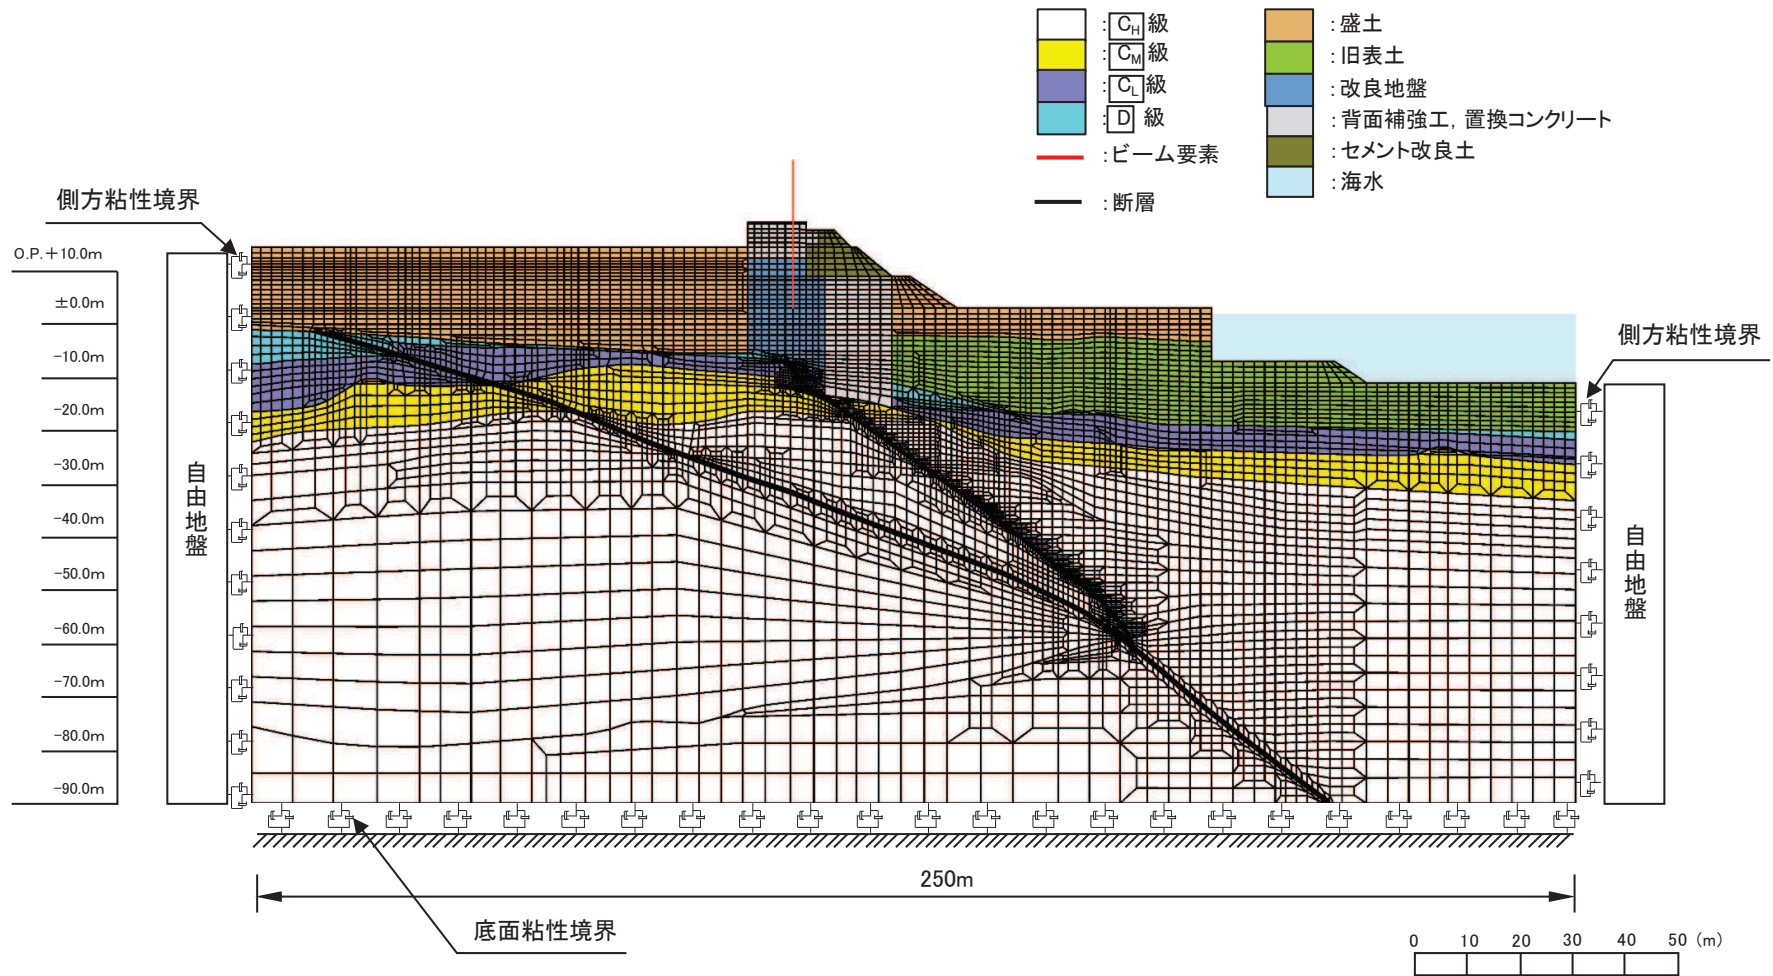 :CH級
:CM級
:CL級
:D 級
:ビーム要素
:断層
:盛土
:旧表土
:改良地盤
:背面補強工, 置換コンクリート
:セメント改良土
:海水
側方粘性境界
O.P.+10.0m
±0.0m
-10.0m
-20.0m
-30.0m
-40.0m
-50.0m
-60.0m
-70.0m
-80.0m
-90.0m
自由地盤
側方粘性境界
自由地盤
250m
底面粘性境界
0 10 20 30 40 50 (m)